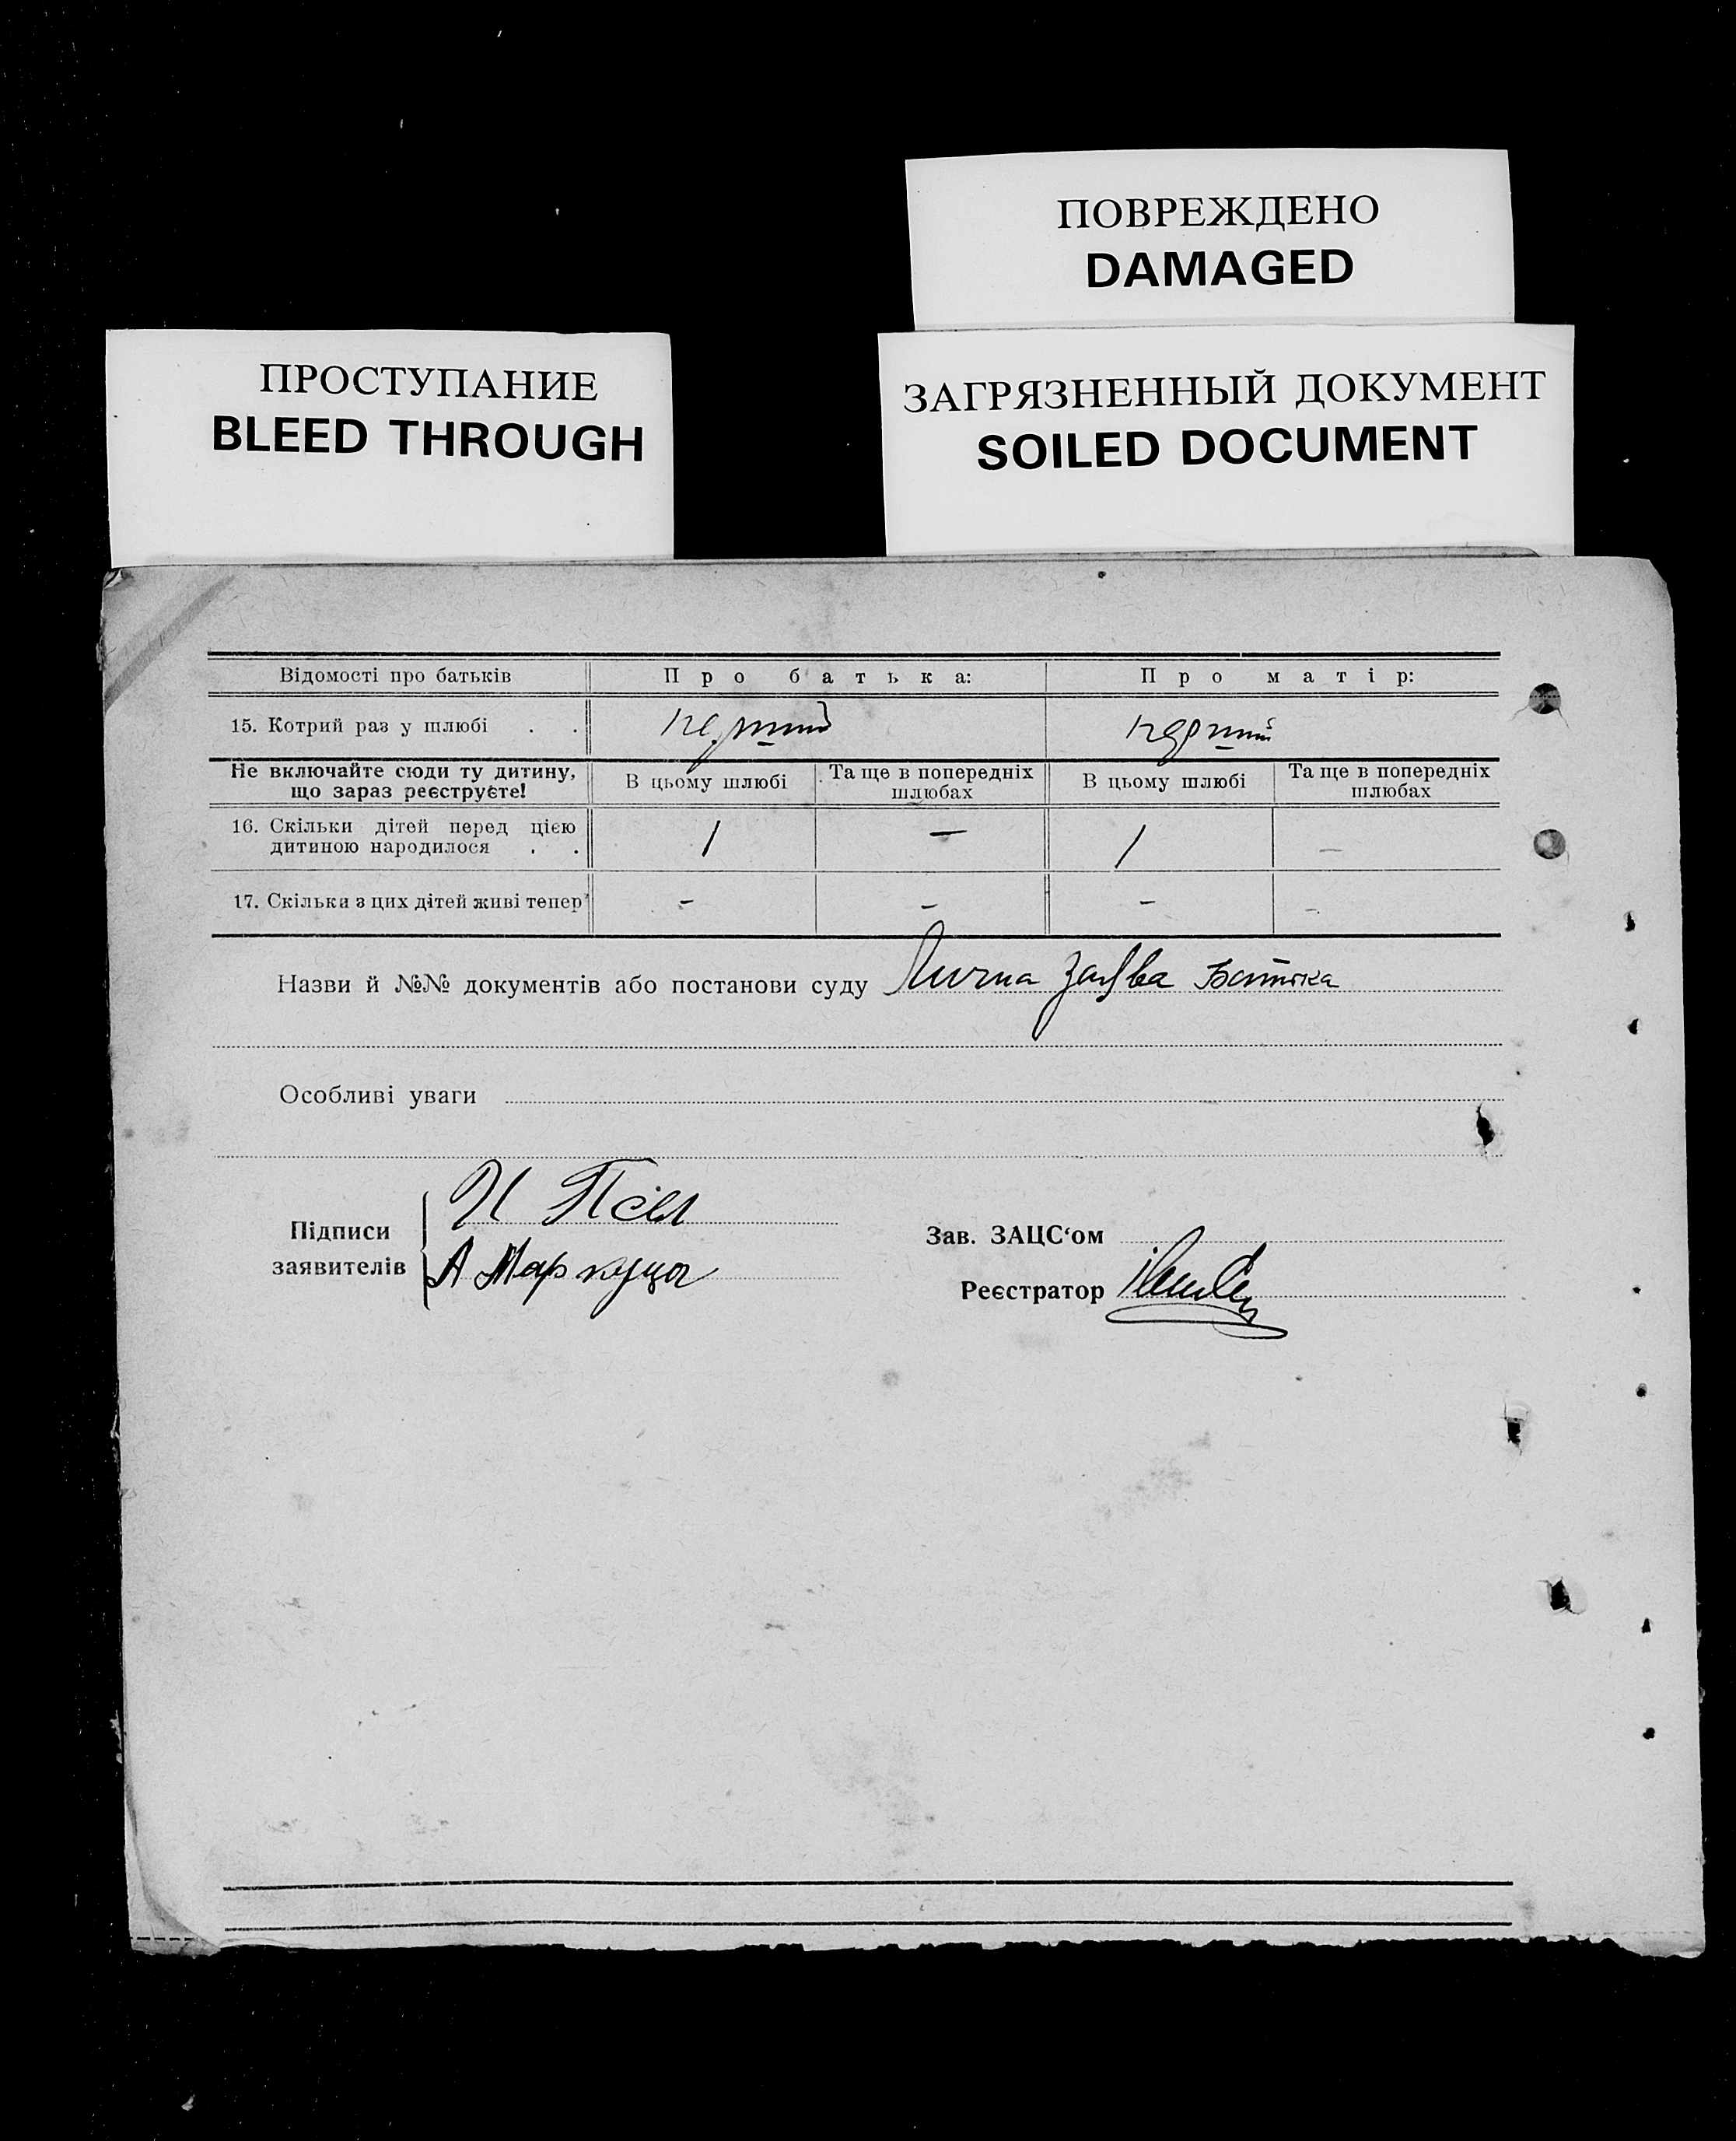 ПОВРЕЖДЕНО
DAMAGED
ПРОСТУПАНИЕ
BLEED THROUGH
ЗАГРЯЗНЕННЫЙ ДОКУМЕНТ
SOILED DOCUMENT
Відомості про батьків Про батька: Про матір:
15. Котрий раз у шлюбі . . перший перший
Не включайте сюди ту дитину, що зараз реєструєте! В цьому шлюбі Та ще в попередніх шлюбах В цьому шлюбі Та ще в попередніх шлюбах
16. Скільки дітей перед цією дитиною народилося . . 1 — 1 —
17. Скільки з цих дітей живі тепер - - - -
Назви й №№ документів або постанови суду Лична заява батька
Особливі уваги
Підписи заявителів
И Псёл
А Маркуца
Зав. ЗАЦС‘ом
Реєстратор